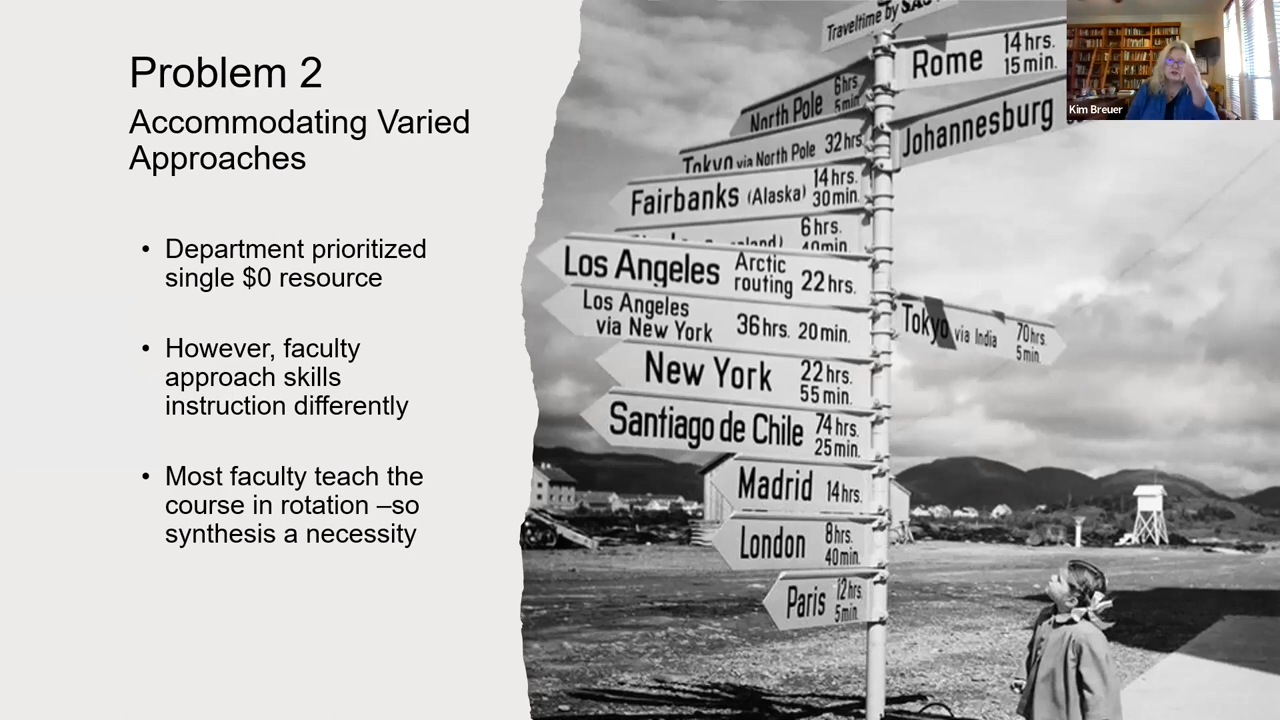 Problem 2
Accommodating Varied
Approaches
• Department prioritized
single $0 resource
• However, faculty
approach skills
instruction differently
• Most faculty teach the
course in rotation –so
synthesis a necessity
Traveltime by SAS
Rome 14 hrs. 15 min.
North Pole 6 hrs. 5 min.
Johannesburg
Tokyo via North Pole 32 hrs.
Fairbanks (Alaska) 14 hrs. 30 min.
6 hrs. 40 min.
Los Angeles Arctic routing 22 hrs.
Los Angeles via New York 36 hrs. 20 min.
Tokyo via India 70 hrs. 5 min.
New York 22 hrs. 55 min.
Santiago de Chile 74 hrs. 25 min.
Madrid 14 hrs.
London 8 hrs. 40 min.
Paris 12 hrs. 5 min.
Kim Breuer